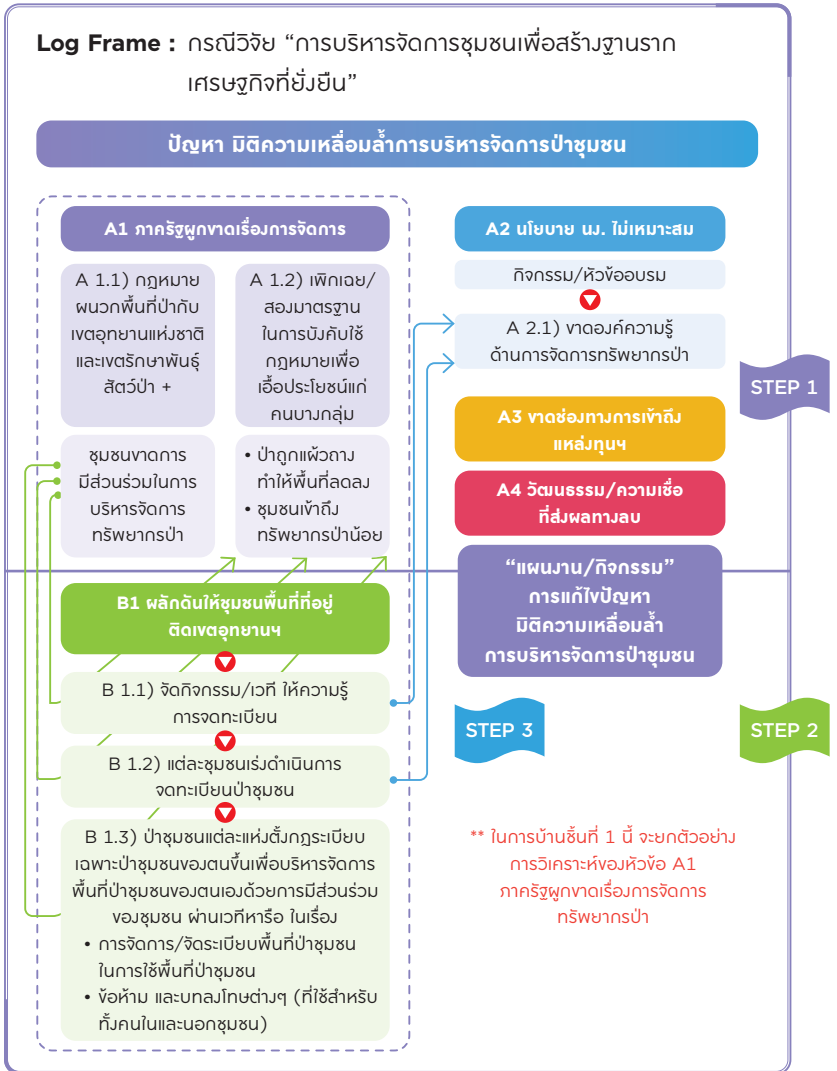 Log Frame : กรณีวิจัย “การบริหารจัดการชุมชนเพื่อสร้างฐานราก
เศรษฐกิจที่ยั่งยืน”
ปัญหา มิติความเหลื่อมล้ำการบริหารจัดการป่าชุมชน
A1 ภาครัฐผูกขาดเรื่องการจัดการ
A 1.1) กฎหมาย
ผนวกพื้นที่ป่ากับ
เขตอุทยานแห่งชาติ
และเขตรักษาพันธุ์
สัตว์ป่า +
A 1.2) เพิกเฉย/
สองมาตรฐาน
ในการบังคับใช้
กฎหมายเพื่อ
เอื้อประโยชน์แก่
คนบางกลุ่ม
ชุมชนขาดการ
มีส่วนร่วมในการ
บริหารจัดการ
ทรัพยากรป่า
• ป่าถูกแผ้วถาง
ทำให้พื้นที่ลดลง
• ชุมชนเข้าถึง
ทรัพยากรป่าน้อย
A2 นโยบาย นง. ไม่เหมาะสม
กิจกรรม/หัวข้ออบรม
A 2.1) ขาดองค์ความรู้
ด้านการจัดการทรัพยากรป่า
A3 ขาดช่องทางการเข้าถึง
แหล่งทุนฯ
A4 วัฒนธรรม/ความเชื่อ
ที่ส่งผลทางลบ
STEP 1
“แผนงาน/กิจกรรม”
การแก้ไขปัญหา
มิติความเหลื่อมล้ำ
การบริหารจัดการป่าชุมชน
B1 ผลักดันให้ชุมชนพื้นที่ที่อยู่
ติดเขตอุทยานฯ
B 1.1) จัดกิจกรรม/เวที ให้ความรู้
การจดทะเบียน
B 1.2) แต่ละชุมชนเร่งดำเนินการ
จดทะเบียนป่าชุมชน
B 1.3) ป่าชุมชนแต่ละแห่งตั้งกฎระเบียบ
เฉพาะป่าชุมชนของตนขึ้นเพื่อบริหารจัดการ
พื้นที่ป่าชุมชนของตนเองด้วยการมีส่วนร่วม
ของชุมชน ผ่านเวทีหารือ ในเรื่อง
• การจัดการ/จัดระเบียบพื้นที่ป่าชุมชน
ในการใช้พื้นที่ป่าชุมชน
• ข้อห้าม และบทลงโทษต่างๆ (ที่ใช้สำหรับ
ทั้งคนในและนอกชุมชน)
STEP 3
STEP 2
** ในการบ้านชิ้นที่ 1 นี้ จะยกตัวอย่าง
การวิเคราะห์ของหัวข้อ A1
ภาครัฐผูกขาดเรื่องการจัดการ
ทรัพยากรป่า